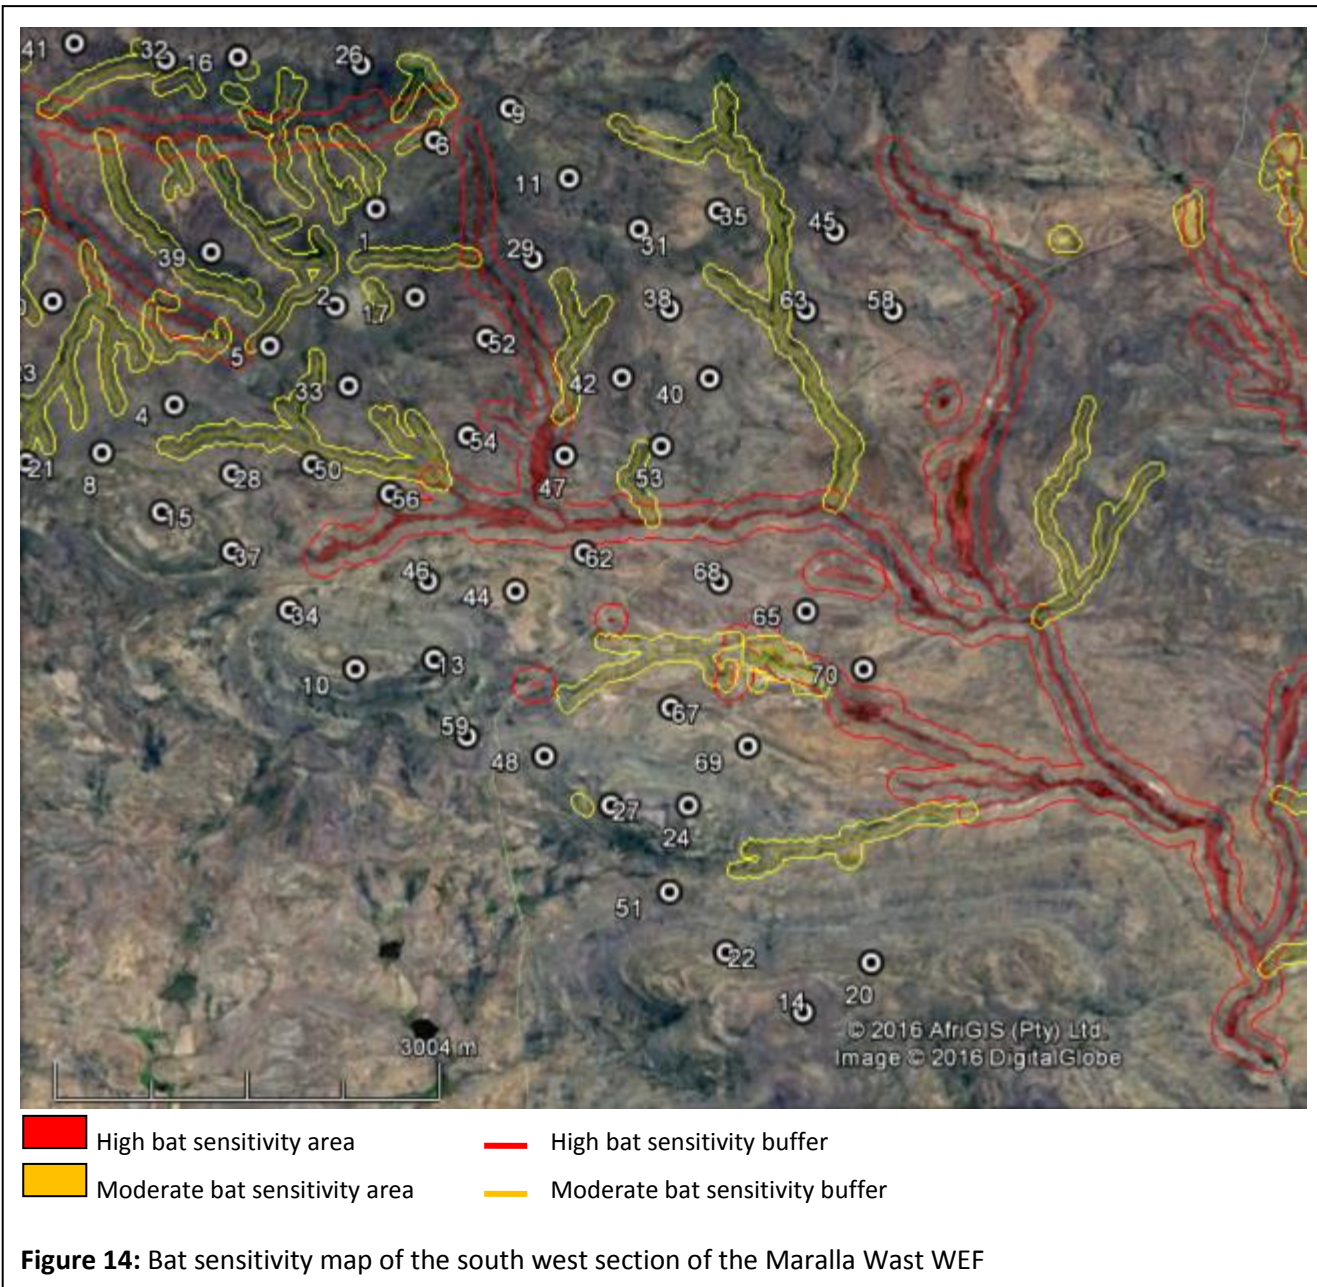 41 32 16 26
9
6
11
35
1 31 45
39 29
2 17 38 63 58
52
5
33 42 40
4
54
21 8 28 50 47 53
56
15
37 62
46 44 68
34 65
13
10 70
67
59
48 69
27
24
51
22
20
14
© 2016 AfriGIS (Pty) Ltd.
Image © 2016 DigitalGlobe
3004 m
High bat sensitivity area High bat sensitivity buffer
Moderate bat sensitivity area Moderate bat sensitivity buffer
Figure 14: Bat sensitivity map of the south west section of the Maralla Wast WEF